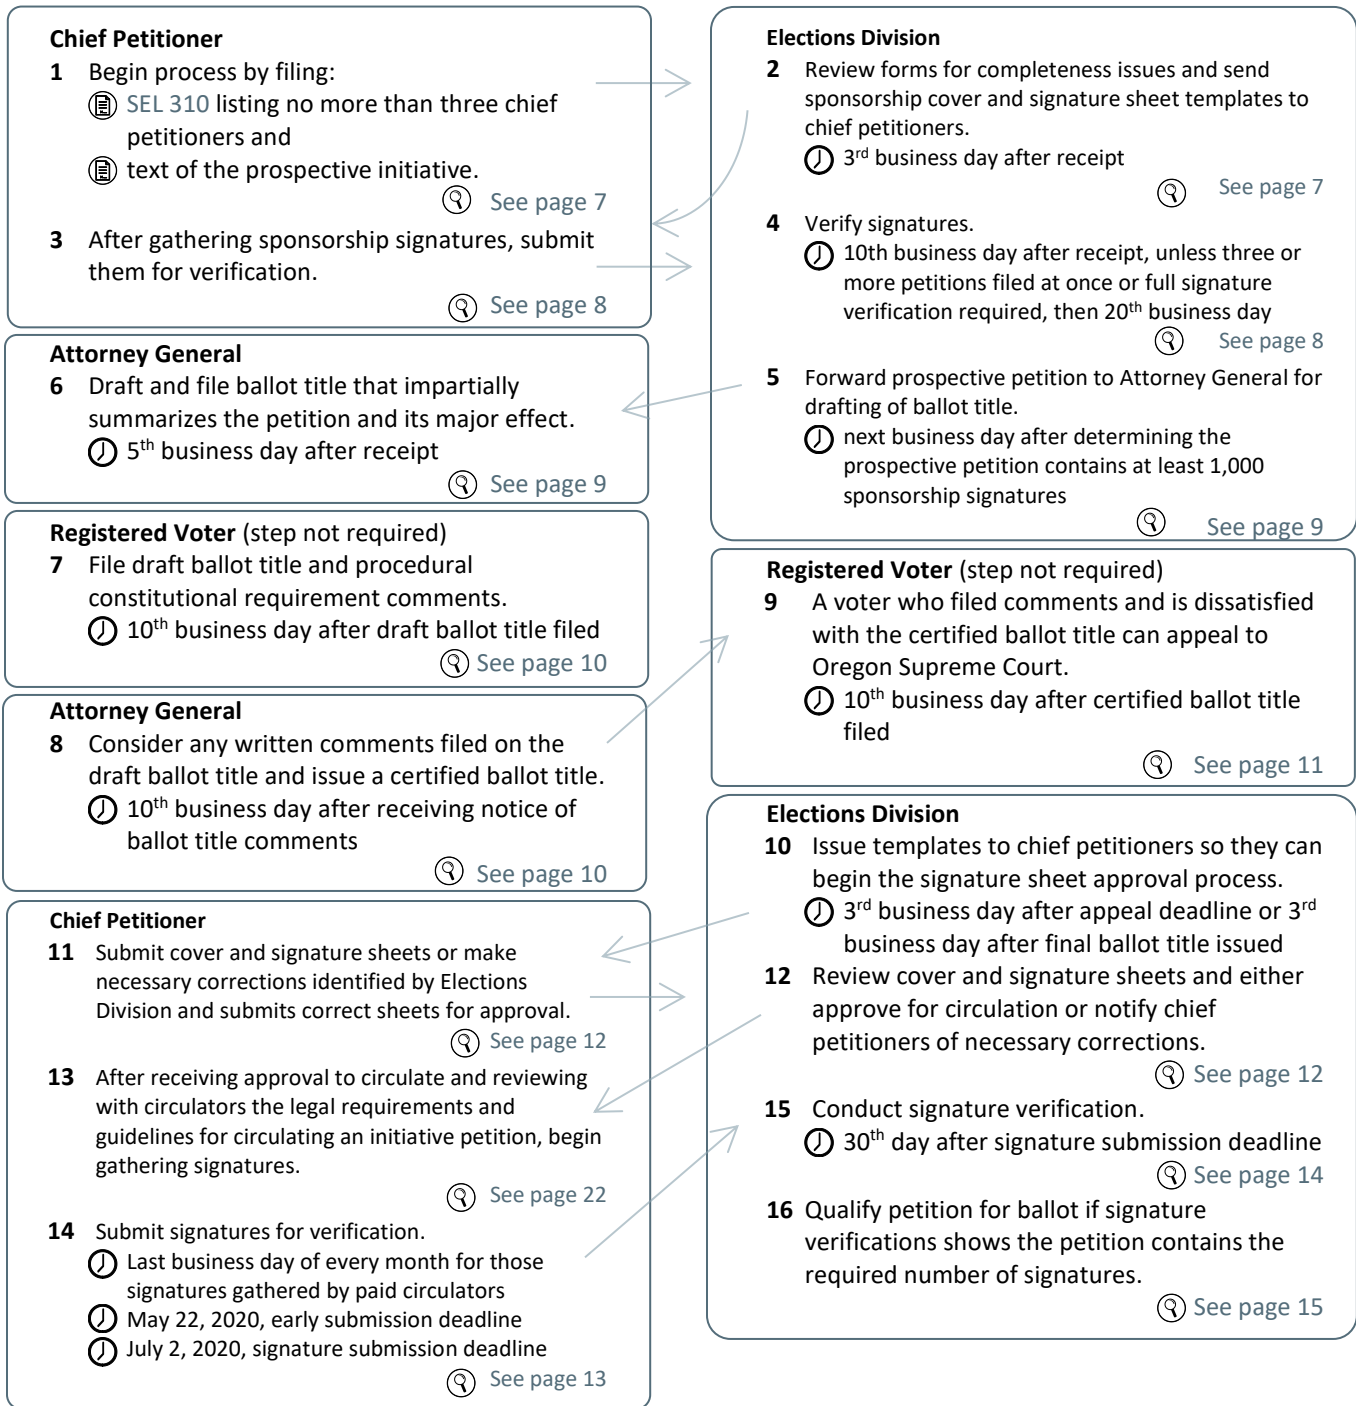 Chief Petitioner
1 Begin process by filing:
SEL 310 listing no more than three chief
petitioners and
text of the prospective initiative.
See page 7
3 After gathering sponsorship signatures, submit
them for verification.
See page 8
Elections Division
2 Review forms for completeness issues and send
sponsorship cover and signature sheet templates to
chief petitioners.
3rd business day after receipt
See page 7
4 Verify signatures.
10th business day after receipt, unless three or
more petitions filed at once or full signature
verification required, then 20th business day
See page 8
5 Forward prospective petition to Attorney General for
drafting of ballot title.
next business day after determining the
prospective petition contains at least 1,000
sponsorship signatures
See page 9
Attorney General
6 Draft and file ballot title that impartially
summarizes the petition and its major effect.
5th business day after receipt
See page 9
Registered Voter (step not required)
7 File draft ballot title and procedural
constitutional requirement comments.
10th business day after draft ballot title filed
See page 10
Attorney General
8 Consider any written comments filed on the
draft ballot title and issue a certified ballot title.
10th business day after receiving notice of
ballot title comments
See page 10
Registered Voter (step not required)
9 A voter who filed comments and is dissatisfied
with the certified ballot title can appeal to
Oregon Supreme Court.
10th business day after certified ballot title
filed
See page 11
Elections Division
10 Issue templates to chief petitioners so they can
begin the signature sheet approval process.
3rd business day after appeal deadline or 3rd
business day after final ballot title issued
12 Review cover and signature sheets and either
approve for circulation or notify chief
petitioners of necessary corrections.
See page 12
15 Conduct signature verification.
30th day after signature submission deadline
See page 14
16 Qualify petition for ballot if signature
verifications shows the petition contains the
required number of signatures.
See page 15
Chief Petitioner
11 Submit cover and signature sheets or make
necessary corrections identified by Elections
Division and submits correct sheets for approval.
See page 12
13 After receiving approval to circulate and reviewing
with circulators the legal requirements and
guidelines for circulating an initiative petition, begin
gathering signatures.
See page 22
14 Submit signatures for verification.
Last business day of every month for those
signatures gathered by paid circulators
May 22, 2020, early submission deadline
July 2, 2020, signature submission deadline
See page 13